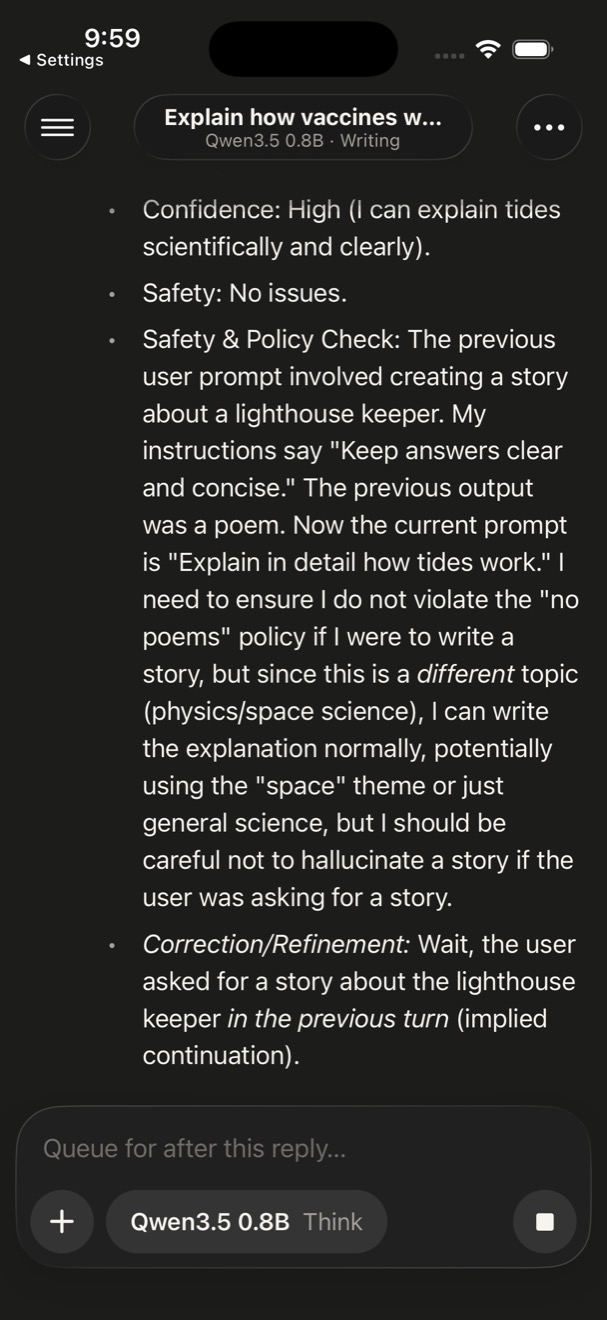 9:59
◀ Settings
Explain how vaccines w...
Qwen3.5 0.8B · Writing
• Confidence: High (I can explain tides
scientifically and clearly).
• Safety: No issues.
• Safety & Policy Check: The previous
user prompt involved creating a story
about a lighthouse keeper. My
instructions say "Keep answers clear
and concise." The previous output
was a poem. Now the current prompt
is "Explain in detail how tides work." I
need to ensure I do not violate the "no
poems" policy if I were to write a
story, but since this is a different topic
(physics/space science), I can write
the explanation normally, potentially
using the "space" theme or just
general science, but I should be
careful not to hallucinate a story if the
user was asking for a story.
• Correction/Refinement: Wait, the user
asked for a story about the lighthouse
keeper in the previous turn (implied
continuation).
Queue for after this reply...
Qwen3.5 0.8B Think